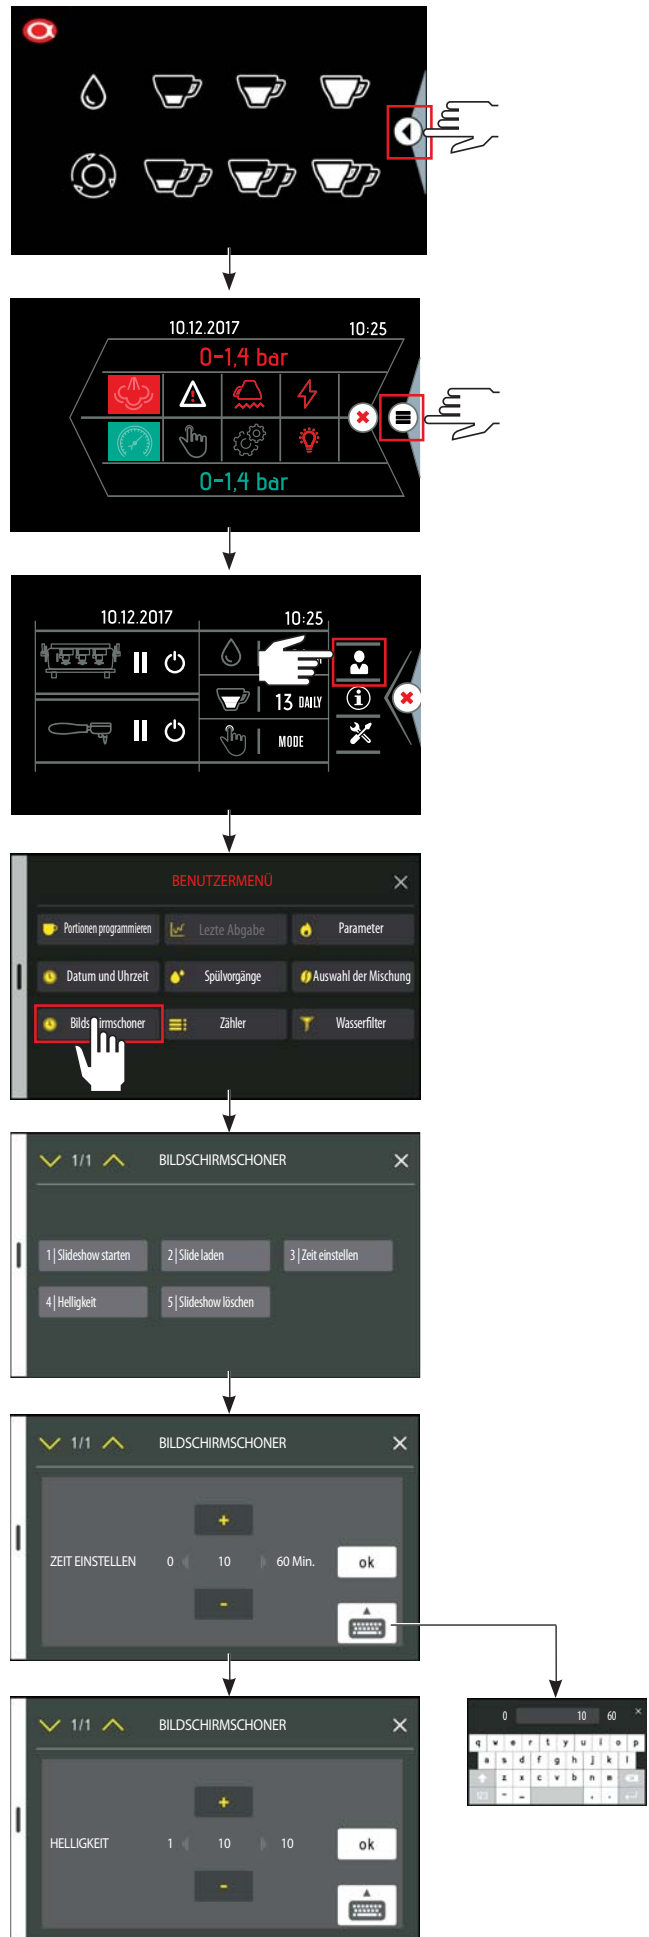 10.12.2017 10:25
0-1,4 bar
0-1,4 bar
10.12.2017 10:25
13 DAILY
MODE
BENUTZERMENÜ
Portionen programmieren Lezte Abgabe Parameter
Datum und Uhrzeit Spülvorgänge Auswahl der Mischung
Bildschirmschoner Zähler Wasserfilter
1/1 BILDSCHIRMSCHONER
1 | Slideshow starten 2 | Slide laden 3 | Zeit einstellen
4 | Helligkeit 5 | Slideshow löschen
1/1 BILDSCHIRMSCHONER
+
ZEIT EINSTELLEN 0 10 60 Min. ok
-
1/1 BILDSCHIRMSCHONER
+
HELLIGKEIT 1 10 10 ok
-
0 10 60 ×
q w e r t y u i o p
a s d f g h j k l
z x c v b n m
123 - _ , .